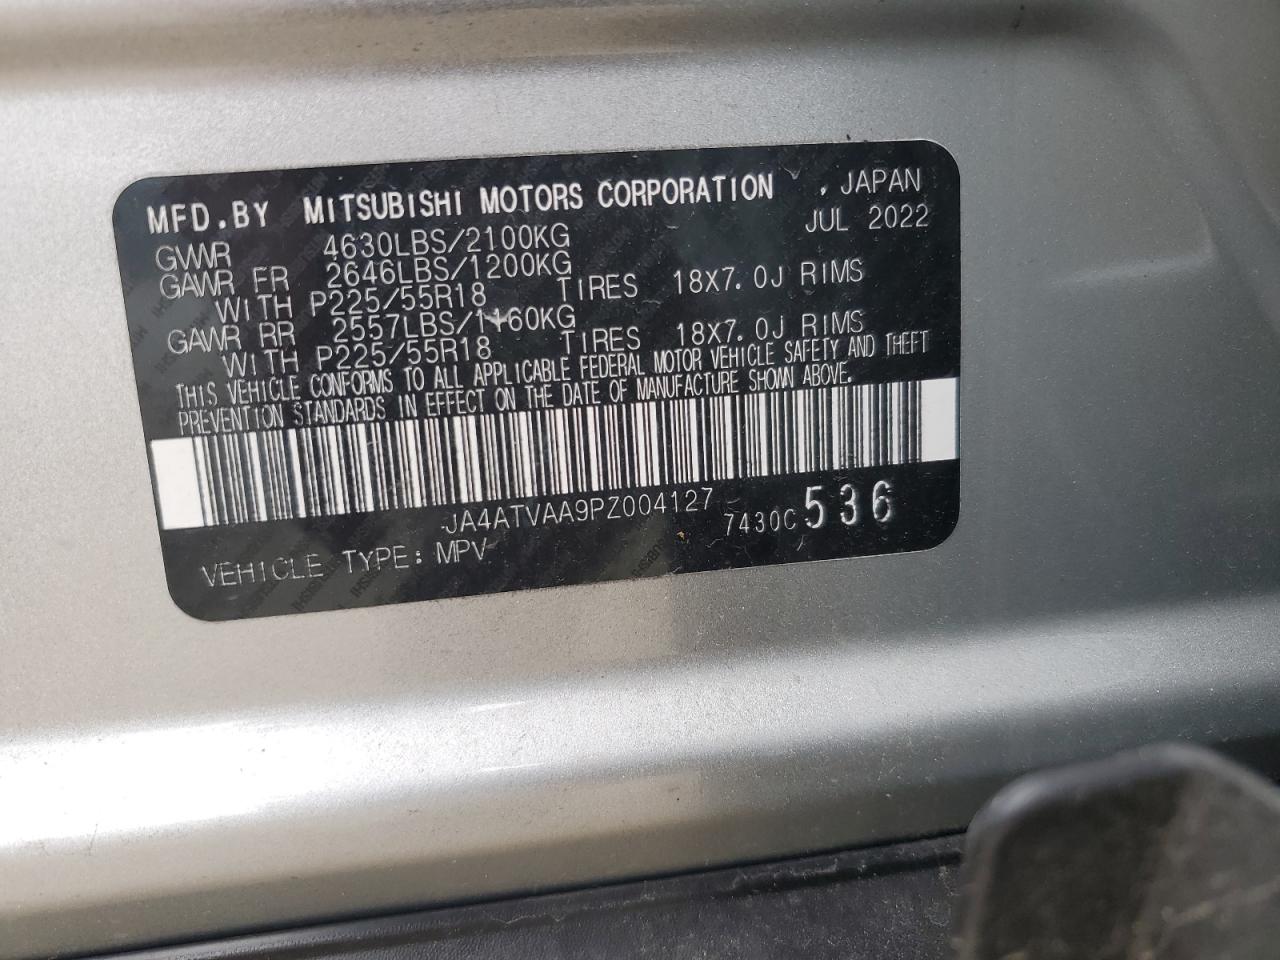 MFD.BY MITSUBISHI MOTORS CORPORATION , JAPAN
JUL 2022
GVWR 4630LBS/2100KG
GAWR FR 2646LBS/1200KG
WITH P225/55R18 TIRES 18X7.0J RIMS
GAWR RR 2557LBS/1160KG
WITH P225/55R18 TIRES 18X7.0J RIMS
THIS VEHICLE CONFORMS TO ALL APPLICABLE FEDERAL MOTOR VEHICLE SAFETY AND THEFT
PREVENTION STANDARDS IN EFFECT ON THE DATE OF MANUFACTURE SHOWN ABOVE.
JA4ATVAA9PZ004127 7430C 536
VEHICLE TYPE: MPV